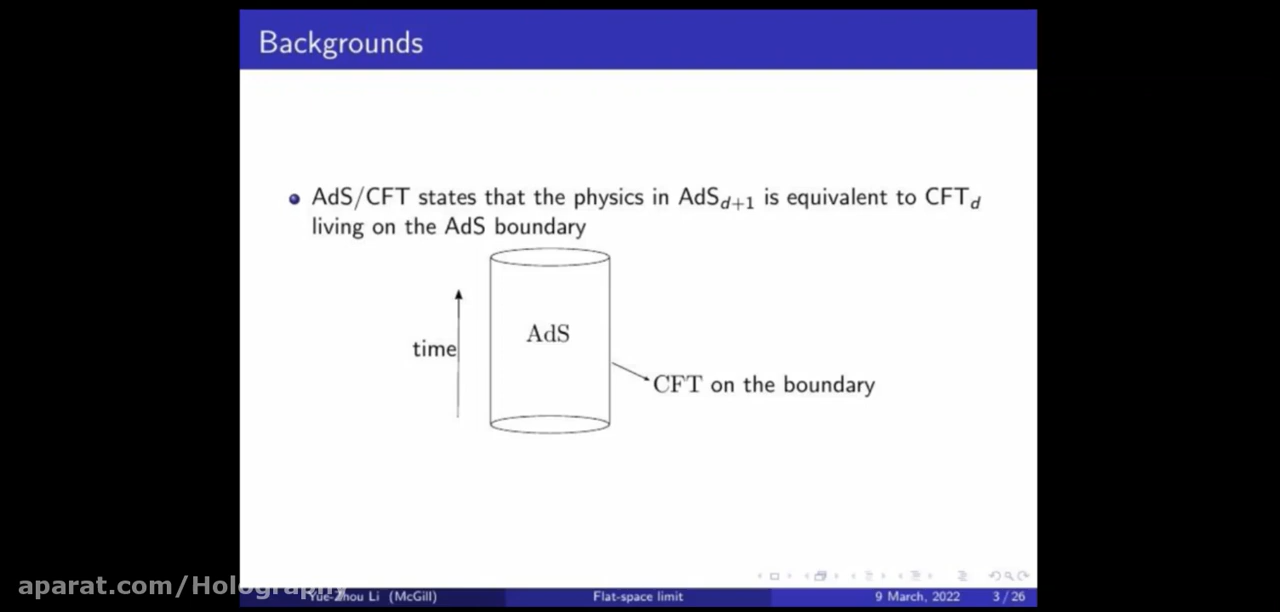 Backgrounds
AdS/CFT states that the physics in AdS_{d+1} is equivalent to CFT_d
living on the AdS boundary
AdS
time
CFT on the boundary
aparat.com/Holography
Yue-Zhou Li (McGill) Flat-space limit 9 March, 2022 3 / 26